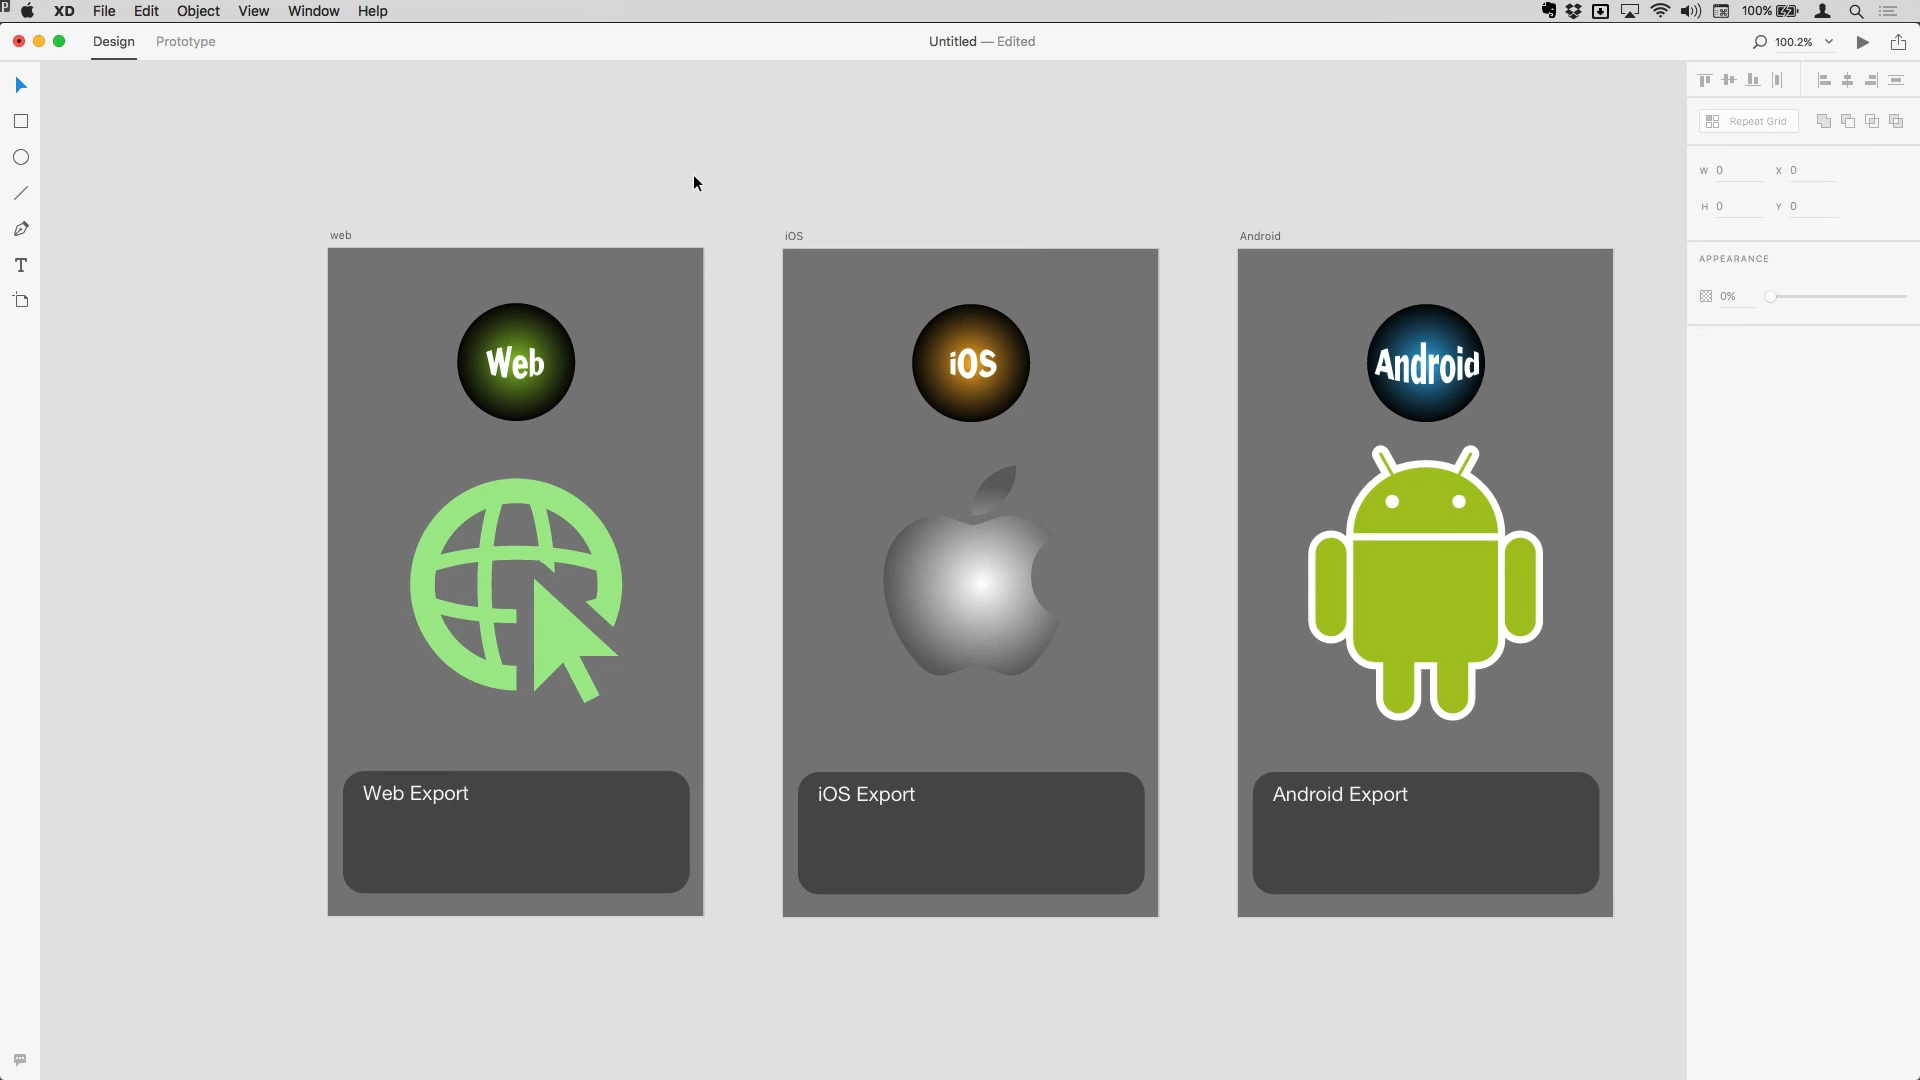 XD File Edit Object View Window Help
100%
Design Prototype
Untitled — Edited
100.2%
Repeat Grid
W 0 X 0
H 0 Y 0
APPEARANCE
0%
web
iOS
Android
Web
iOS
Android
Web Export
iOS Export
Android Export